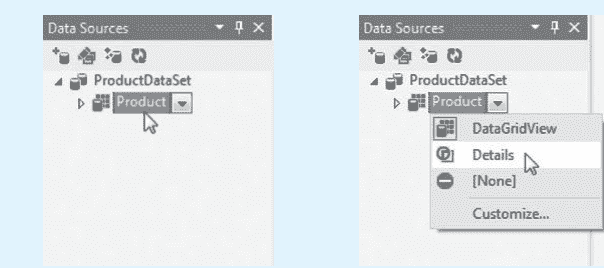 Data Sources
ProductDataSet
Product
Data Sources
ProductDataSet
Product
DataGridView
Details
[None]
Customize...